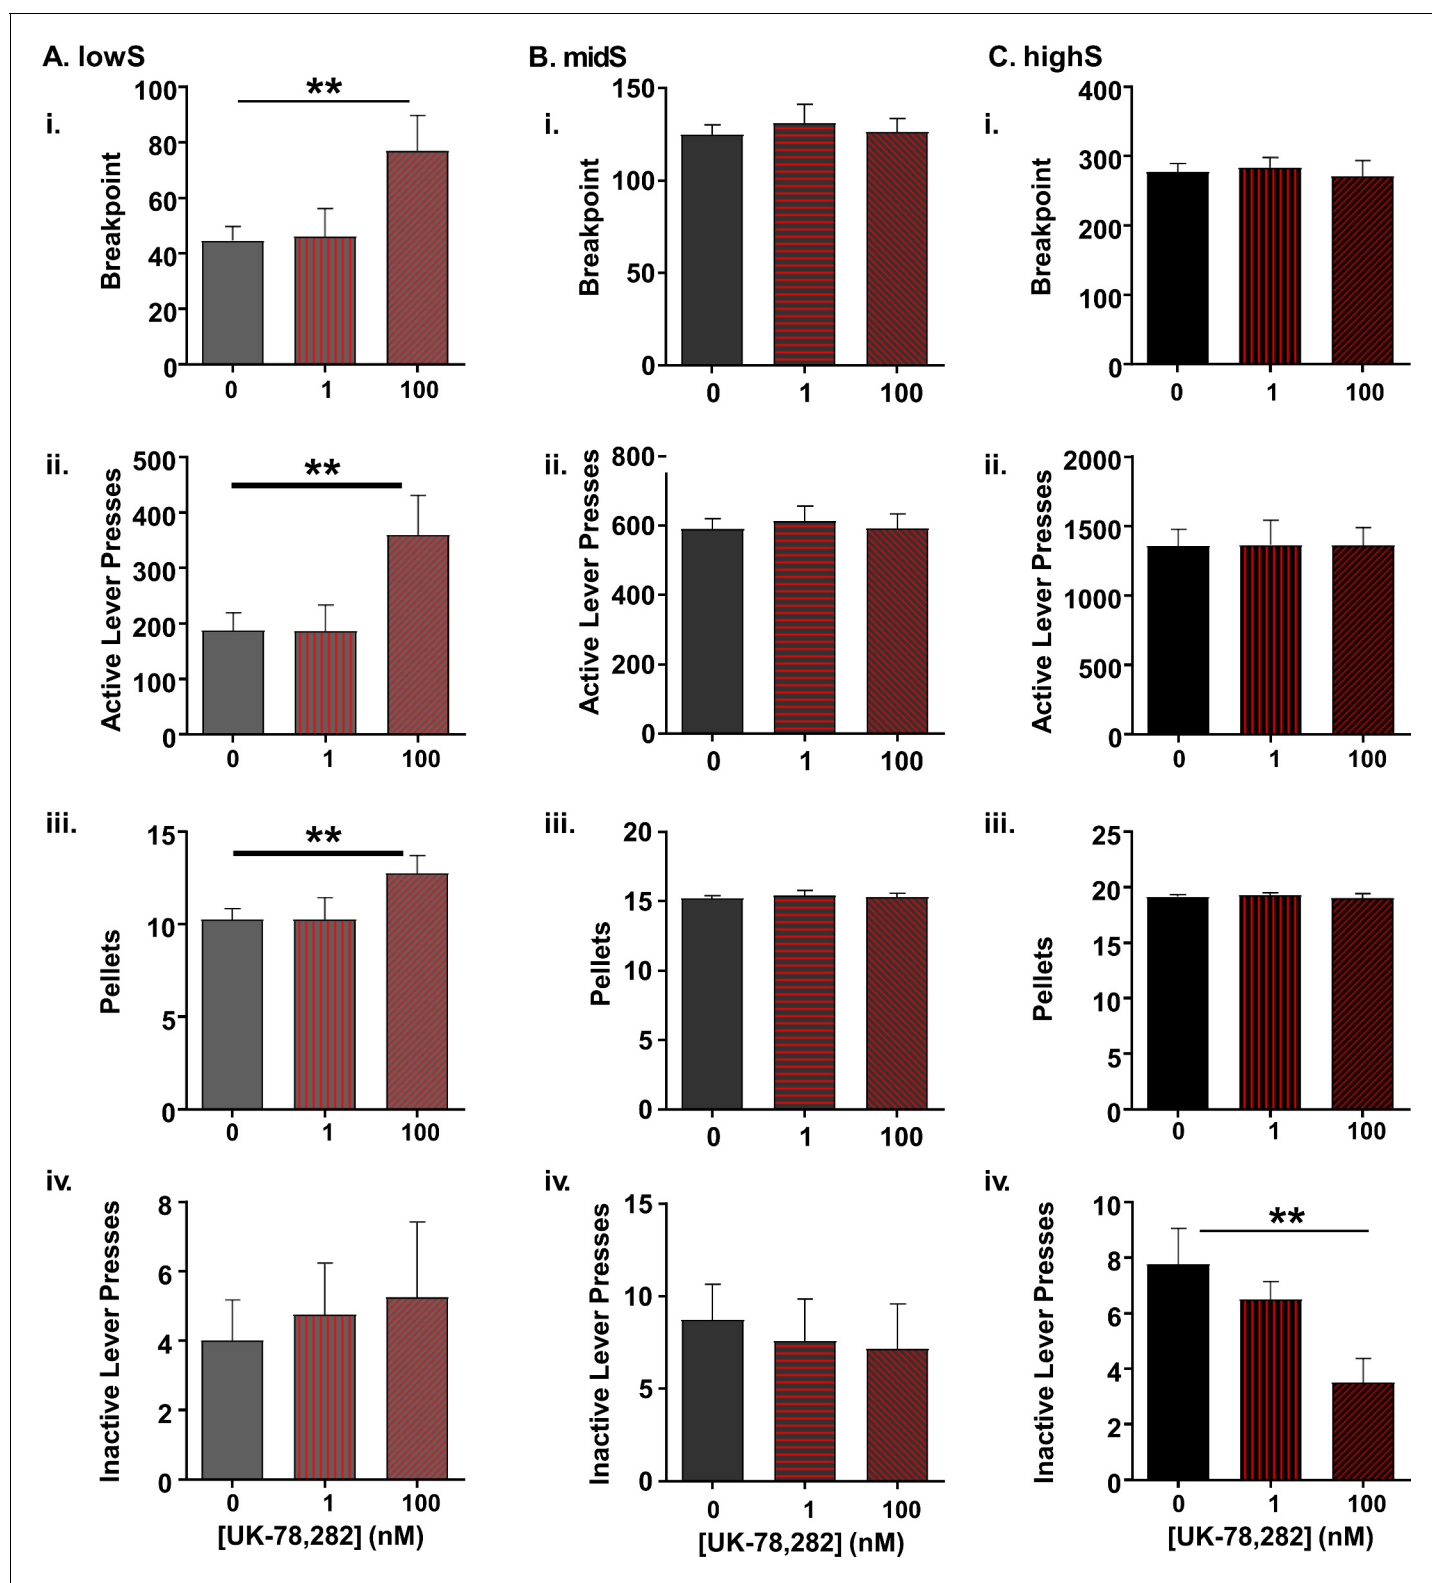 A. lowS
B. midS
C. highS
i.
Breakpoint
100
80
60
40
20
0
**
0 1 100
i.
Breakpoint
150
100
50
0
0 1 100
i.
Breakpoint
400
300
200
100
0
0 1 100
ii.
Active Lever Presses
500
400
300
200
100
0
**
0 1 100
ii.
Active Lever Presses
800
600
400
200
0
0 1 100
ii.
Active Lever Presses
2000
1500
1000
500
0
0 1 100
iii.
Pellets
15
10
5
0
**
0 1 100
iii.
Pellets
20
15
10
5
0
0 1 100
iii.
Pellets
25
20
15
10
5
0
0 1 100
iv.
Inactive Lever Presses
8
6
4
2
0
0 1 100
[UK-78,282] (nM)
iv.
Inactive Lever Presses
15
10
5
0
0 1 100
[UK-78,282] (nM)
iv.
Inactive Lever Presses
10
8
6
4
2
0
**
0 1 100
[UK-78,282] (nM)